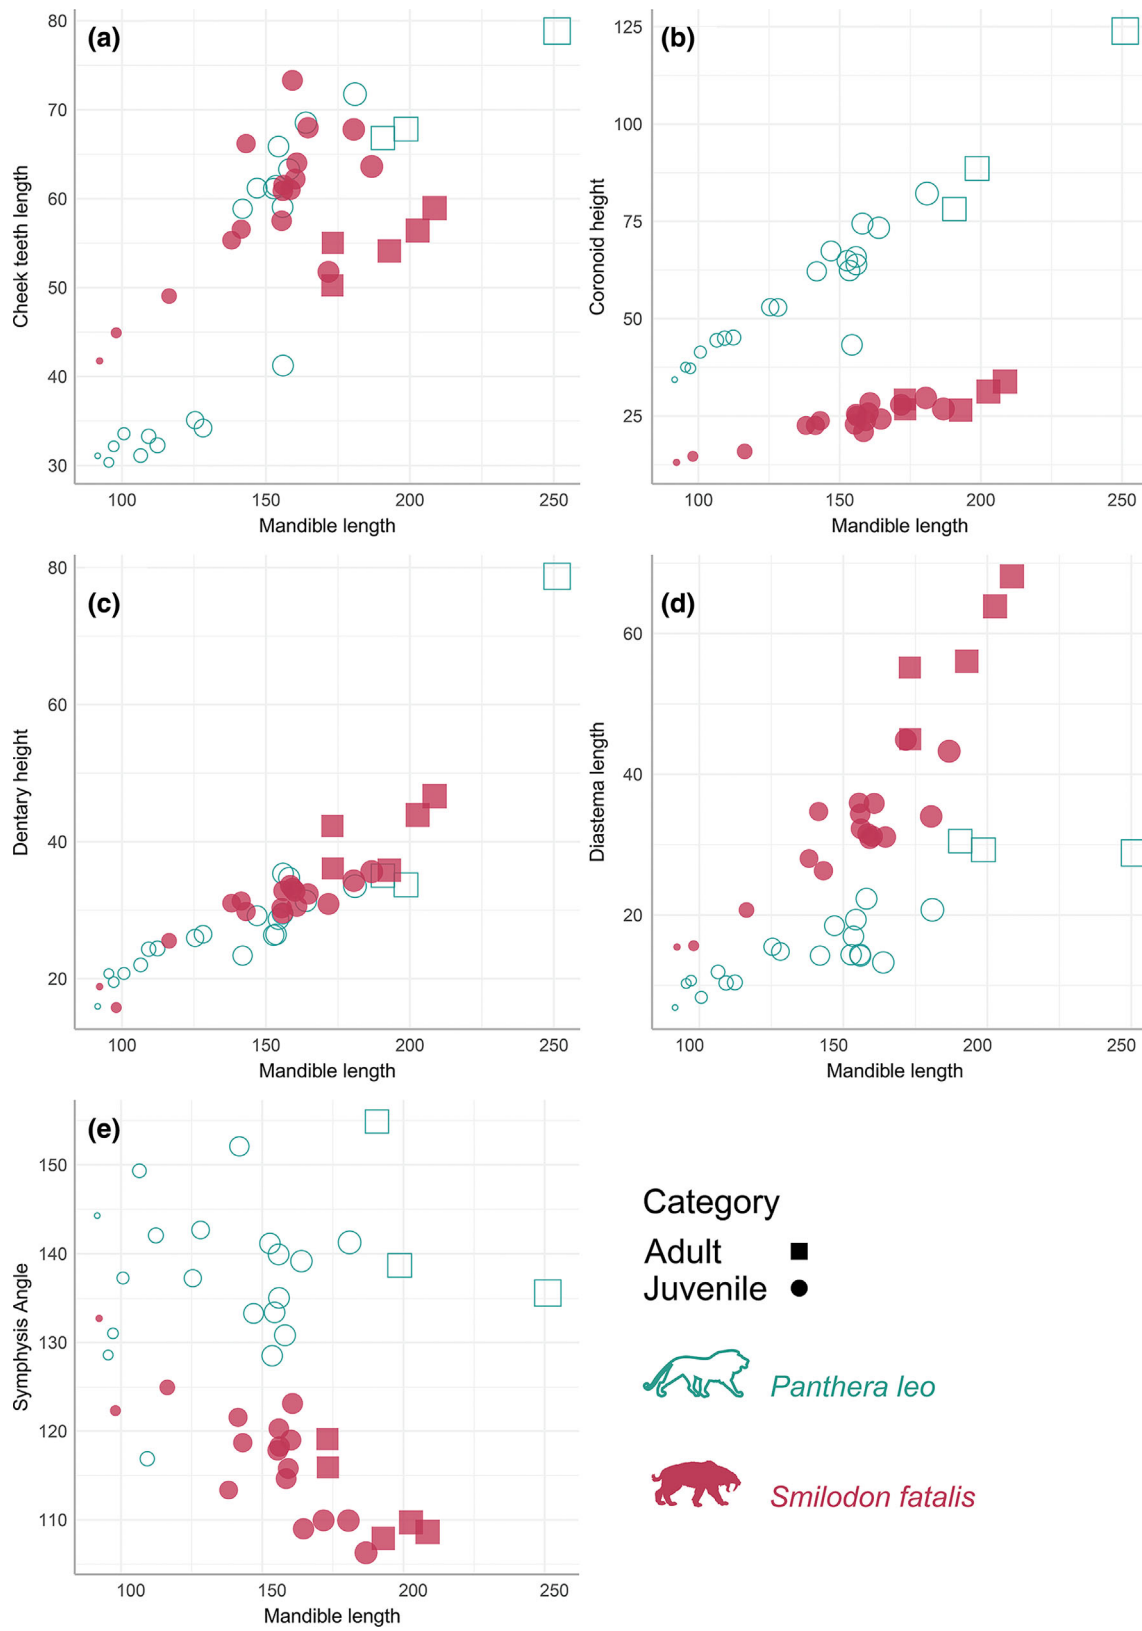 (a)
80
70
60
50
40
30
Cheek teeth length
100 150 200 250
Mandible length
(b)
125
100
75
50
25
Coronoid height
100 150 200 250
Mandible length
(c)
80
60
40
20
Dentary height
100 150 200 250
Mandible length
(d)
60
40
20
Diastema length
100 150 200 250
Mandible length
(e)
150
140
130
120
110
Symphysis Angle
100 150 200 250
Mandible length
Category
Adult
Juvenile
Panthera leo
Smilodon fatalis